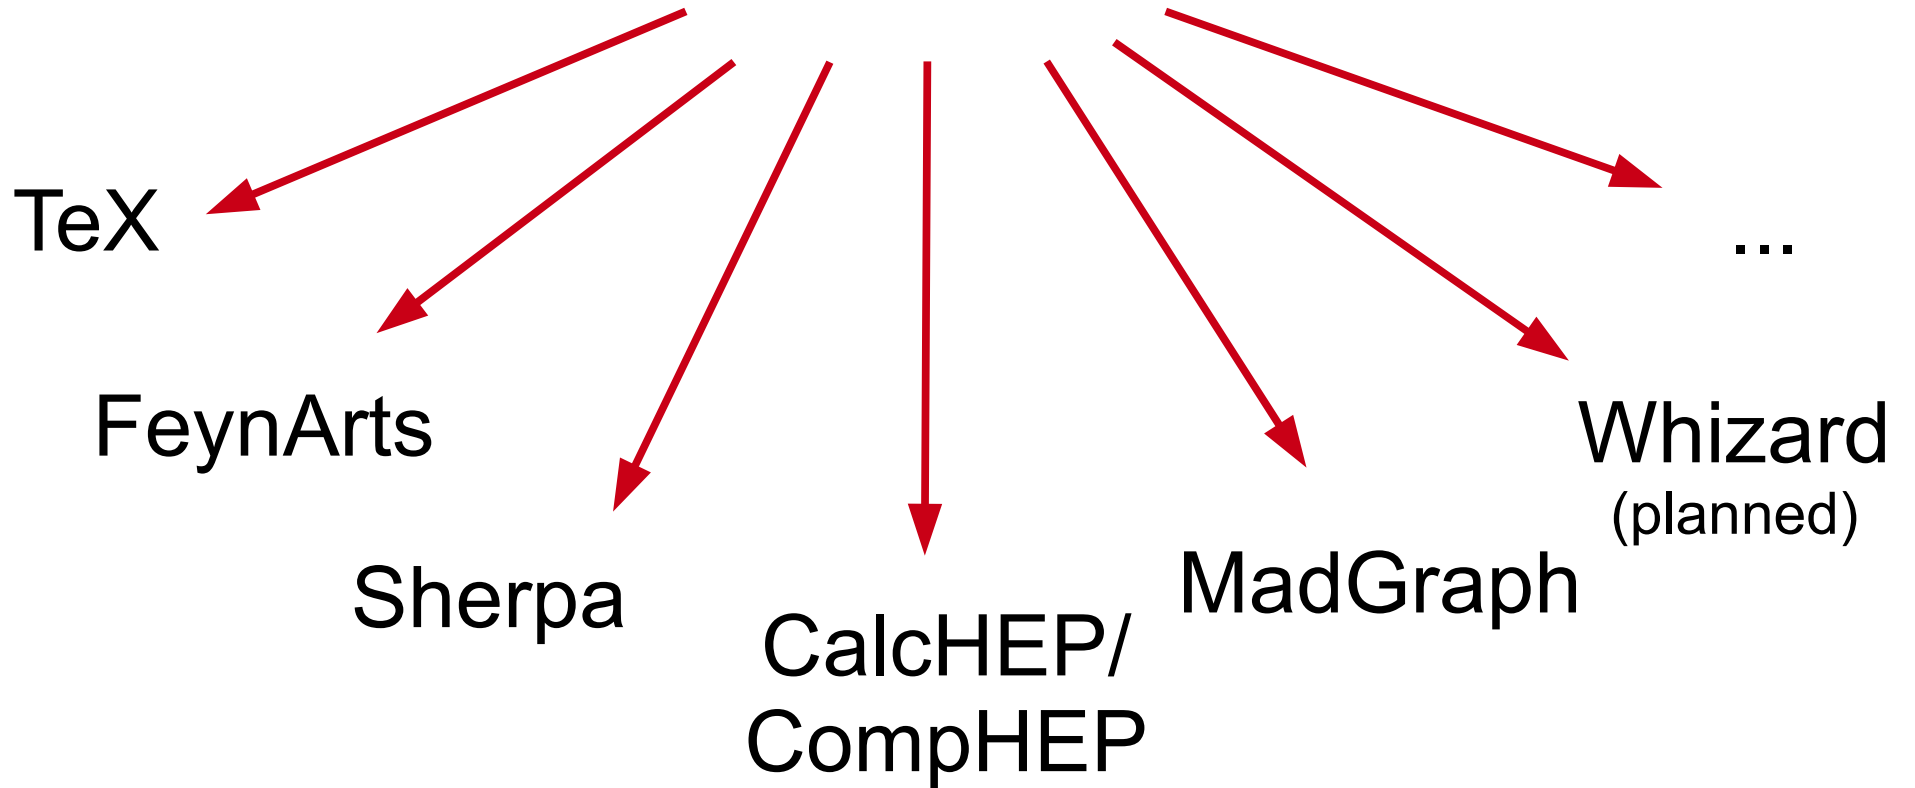 TeX
...
FeynArts
Whizard
(planned)
Sherpa
MadGraph
CalcHEP/
CompHEP